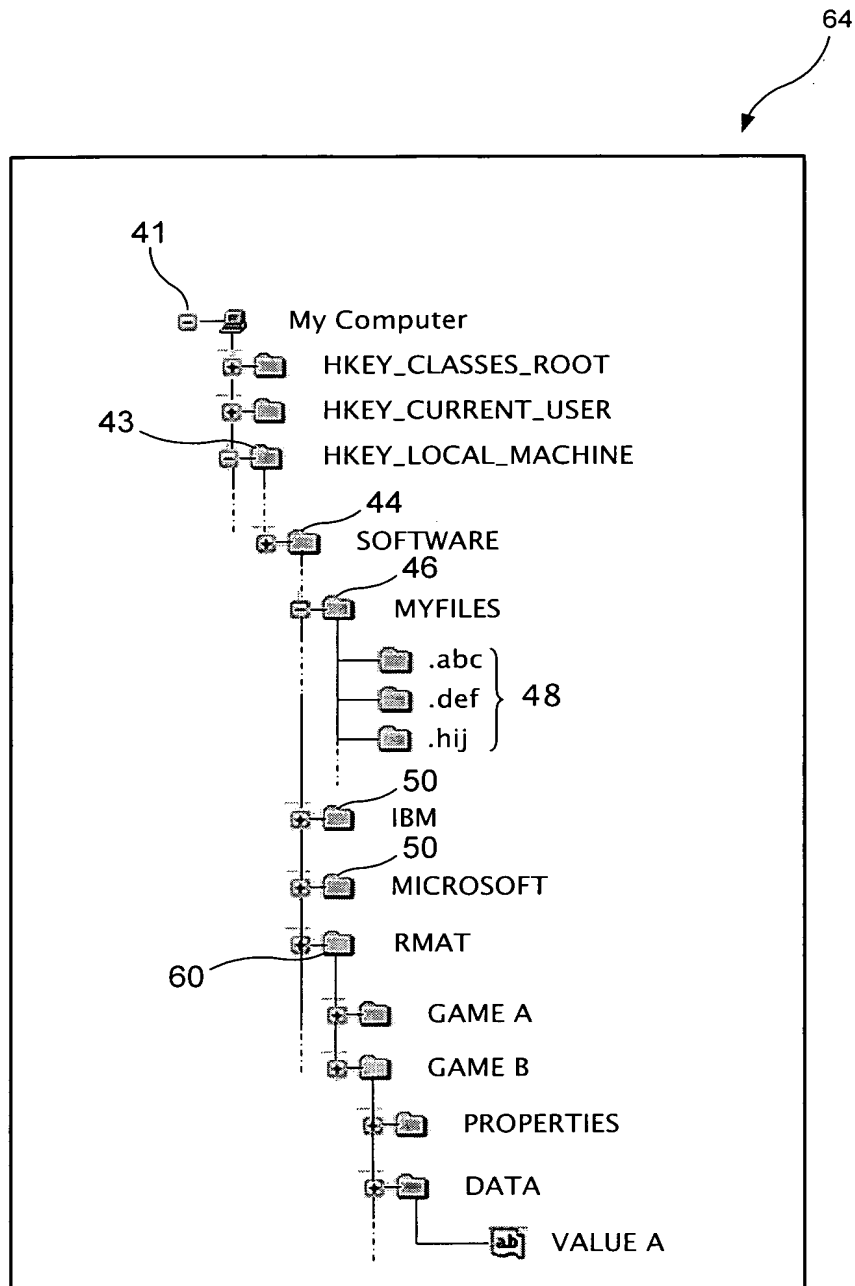 64
41
My Computer
HKEY_CLASSES_ROOT
HKEY_CURRENT_USER
43
HKEY_LOCAL_MACHINE
44
SOFTWARE
46
MYFILES
.abc
.def
48
.hij
50
IBM
50
MICROSOFT
RMAT
60
GAME A
GAME B
PROPERTIES
DATA
ab
VALUE A